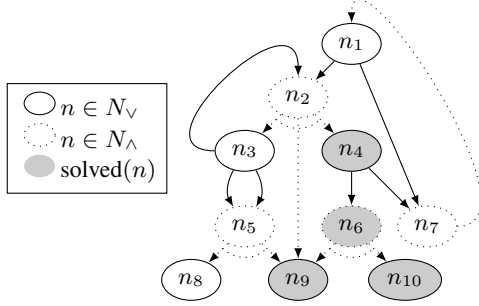 n₁
n₂
n ∈ N∨
n ∈ N∧
solved(n)
n₃ n₄
n₅ n₆ n₇
n₈ n₉ n₁₀